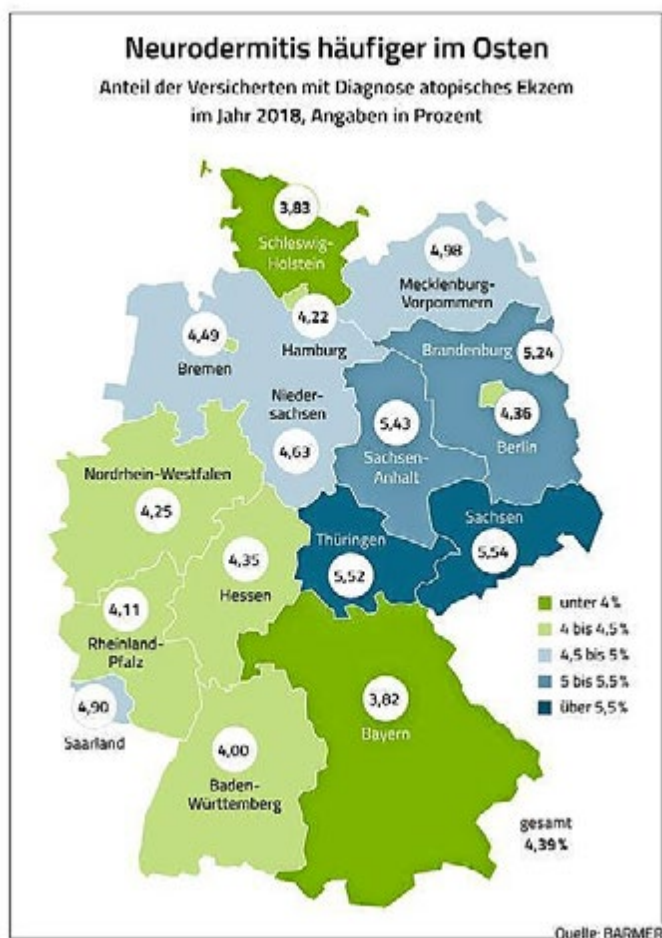 Neurodermitis häufiger im Osten
Anteil der Versicherten mit Diagnose atopisches Ekzem
im Jahr 2018, Angaben in Prozent
3,83
Schleswig-
Holstein
4,98
Mecklenburg-
Vorpommern
4,22
Hamburg
4,49
Bremen
Brandenburg
5,24
Nieder-
sachsen
4,63
5,43
Sachsen-
Anhalt
4,36
Berlin
Nordrhein-Westfalen
4,25
Sachsen
5,54
Thüringen
5,52
4,35
Hessen
4,11
Rheinland-
Pfalz
4,90
Saarland
4,00
Baden-
Württemberg
3,82
Bayern
unter 4%
4 bis 4,5%
4,5 bis 5%
5 bis 5,5%
über 5,5%
gesamt
4,39%
Quelle: BARMER